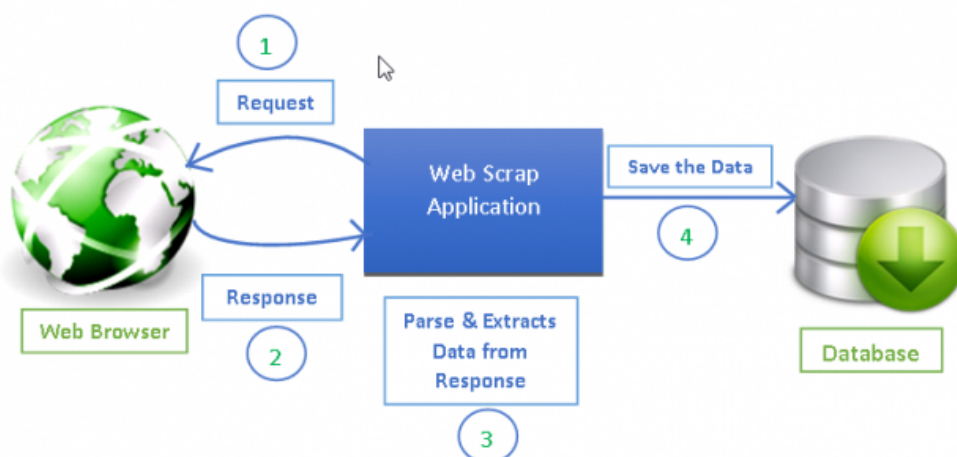 1
Request
Web Scrap
Application
Save the Data
4
Response
2
Web Browser
Parse & Extracts
Data from
Response
3
Database